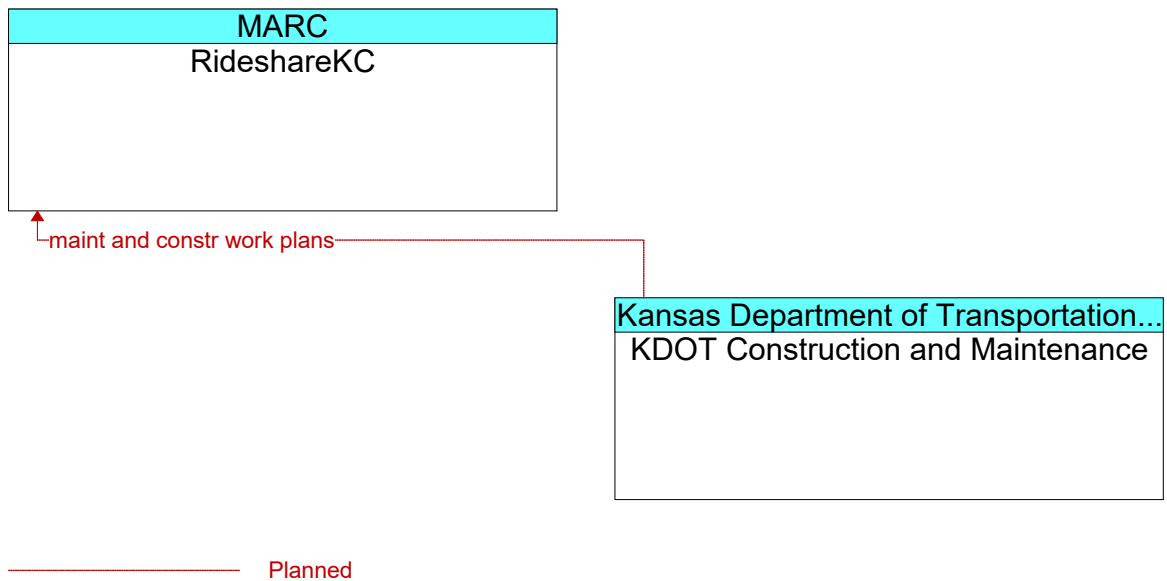 MARC
RideshareKC
maint and constr work plans
Kansas Department of Transportation...
KDOT Construction and Maintenance
Planned